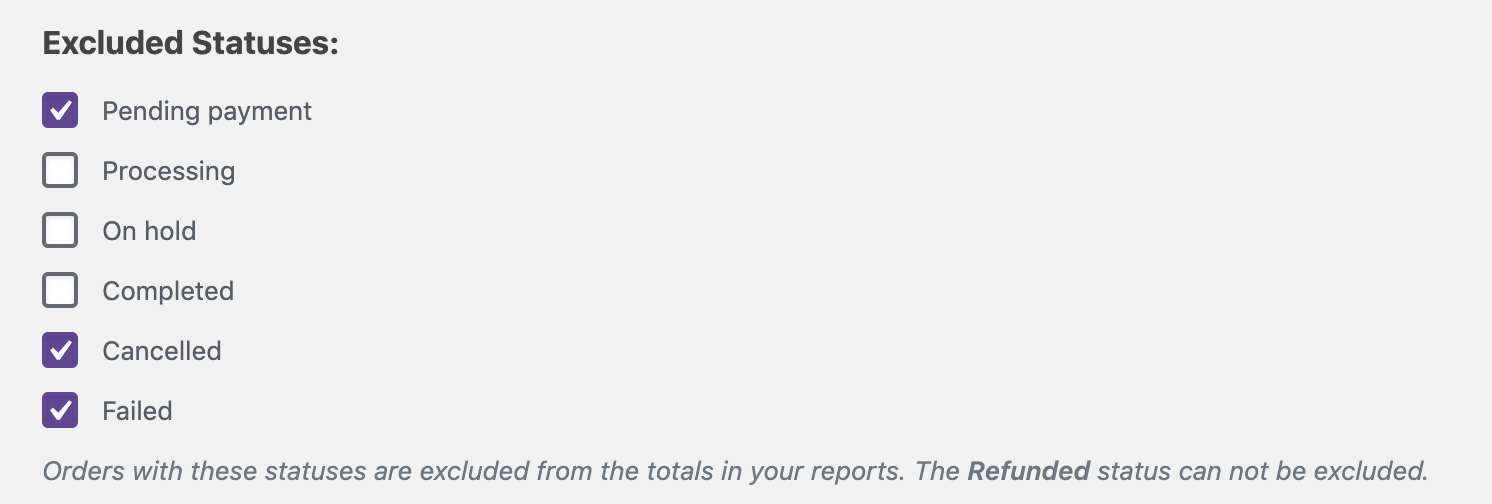 Excluded Statuses:
Pending payment
Processing
On hold
Completed
Cancelled
Failed
Orders with these statuses are excluded from the totals in your reports. The Refunded status can not be excluded.